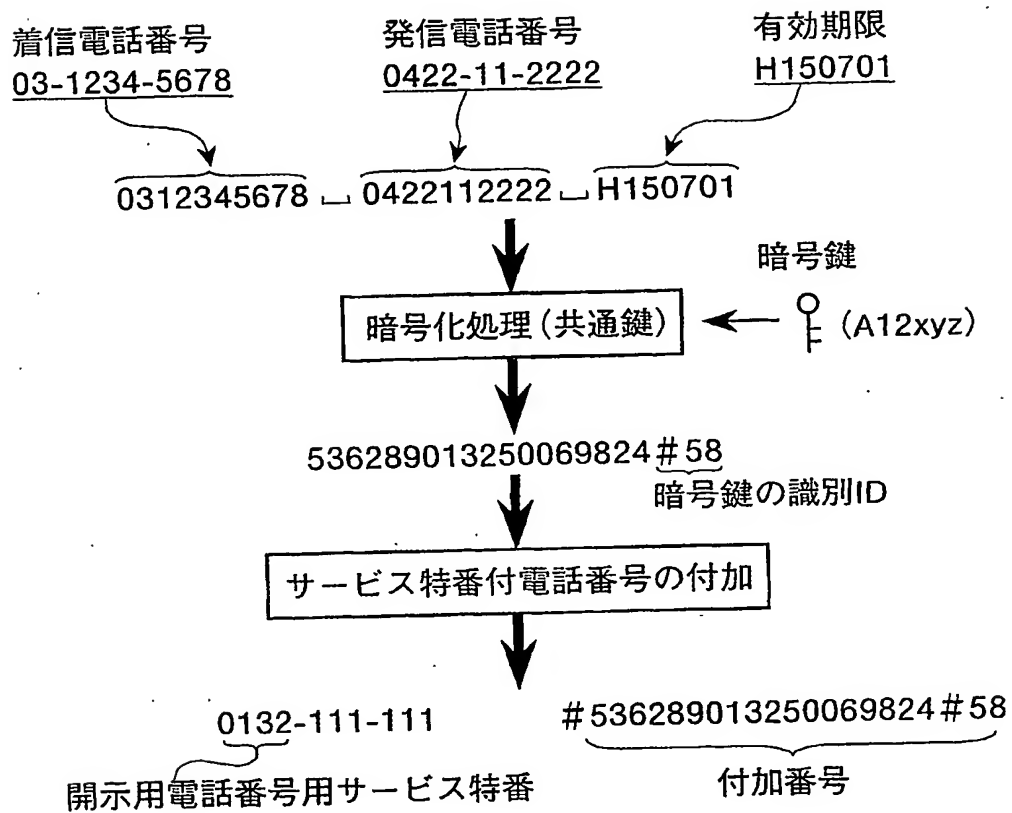 着信電話番号 発信電話番号 有効期限
03-1234-5678 0422-11-2222 H150701
0312345678 ⎵ 0422112222 ⎵ H150701
暗号鍵
暗号化処理(共通鍵) (A12xyz)
536289013250069824#58
暗号鍵の識別ID
サービス特番付電話番号の付加
0132-111-111 #536289013250069824#58
開示用電話番号用サービス特番 付加番号